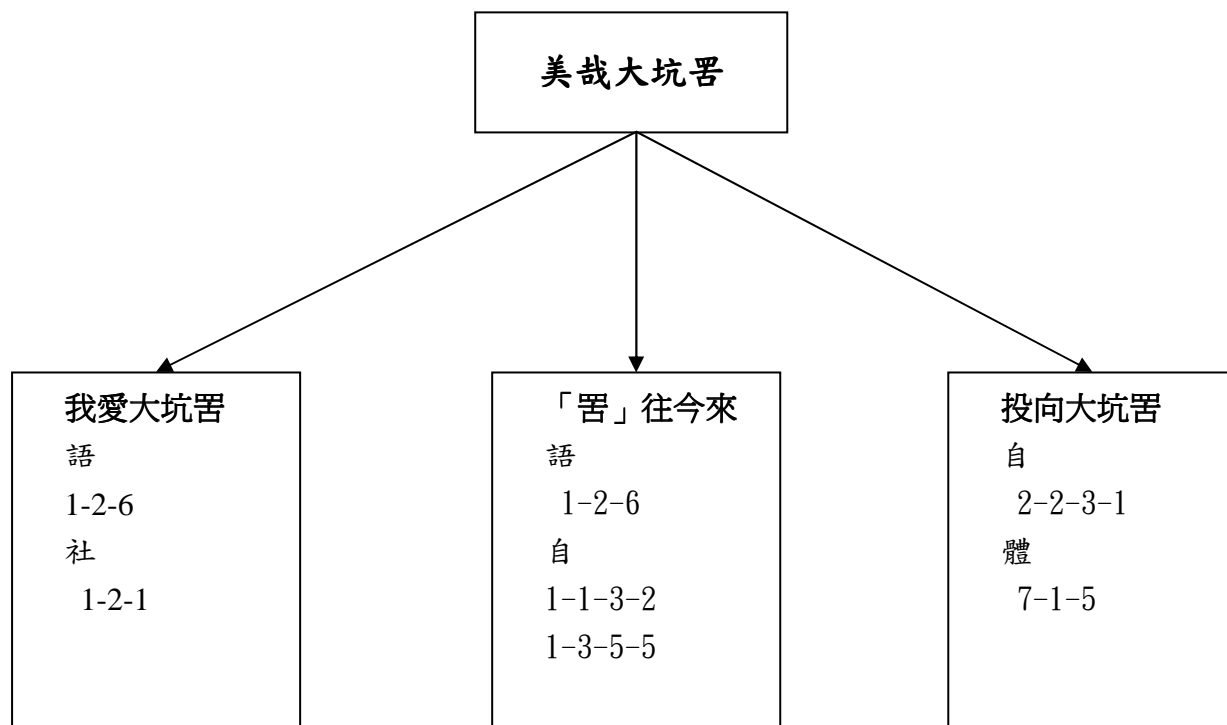 美哉大坑罟
我愛大坑罟
語
1-2-6
社
1-2-1
「罟」往今來
語
1-2-6
自
1-1-3-2
1-3-5-5
投向大坑罟
自
2-2-3-1
體
7-1-5